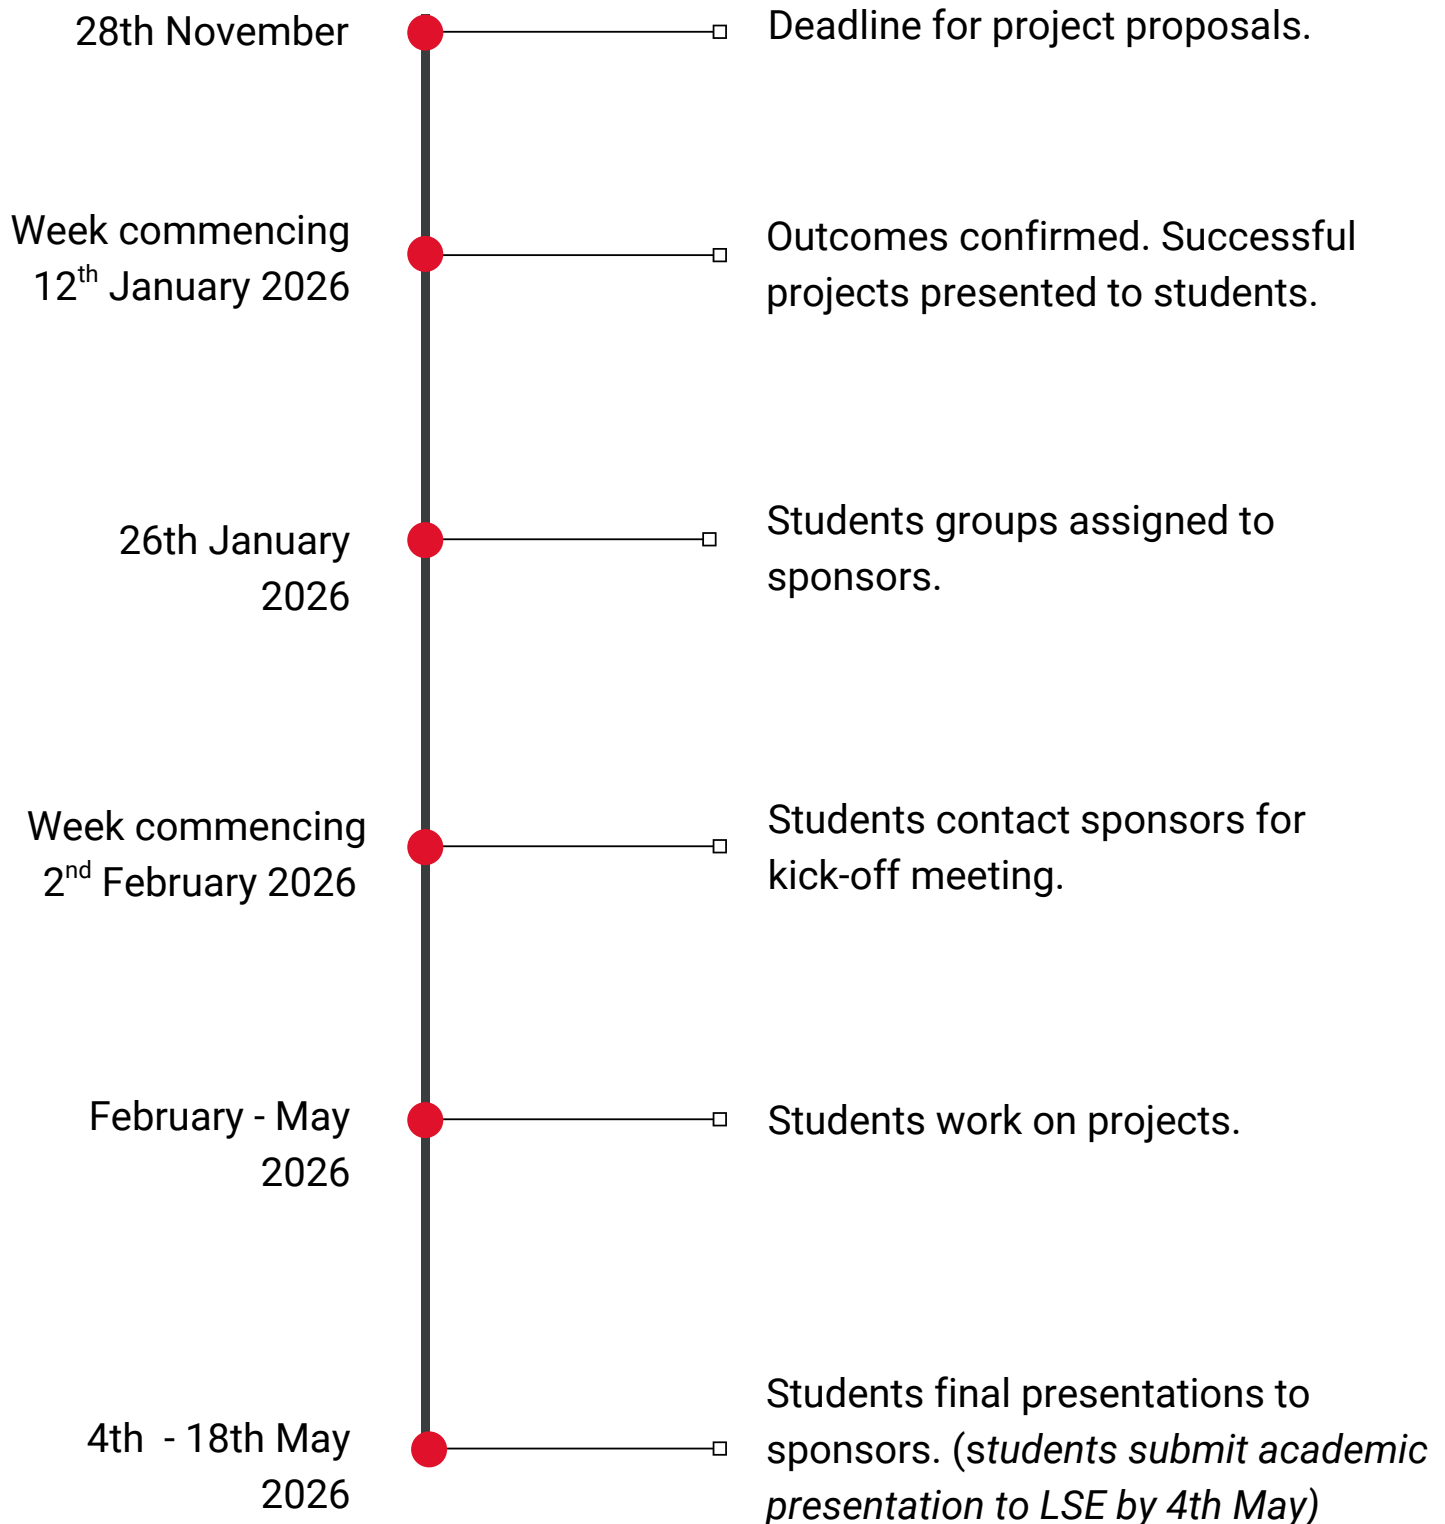 28th November
Deadline for project proposals.
Week commencing
12th January 2026
Outcomes confirmed. Successful
projects presented to students.
26th January
2026
Students groups assigned to
sponsors.
Week commencing
2nd February 2026
Students contact sponsors for
kick-off meeting.
February - May
2026
Students work on projects.
4th - 18th May
2026
Students final presentations to
sponsors. (students submit academic
presentation to LSE by 4th May)